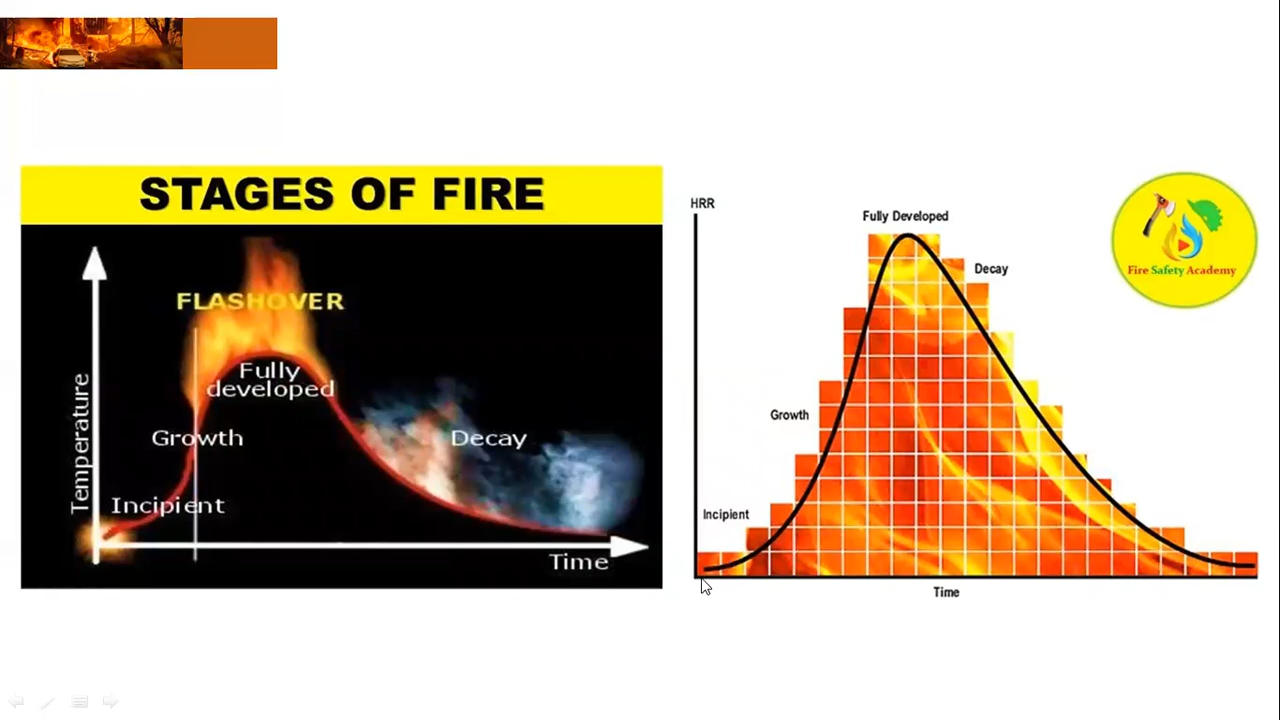 STAGES OF FIRE
FLASHOVER
Fully
developed
Growth
Decay
Incipient
Temperature
Time
HRR
Fully Developed
Decay
Growth
Incipient
Time
Fire Safety Academy